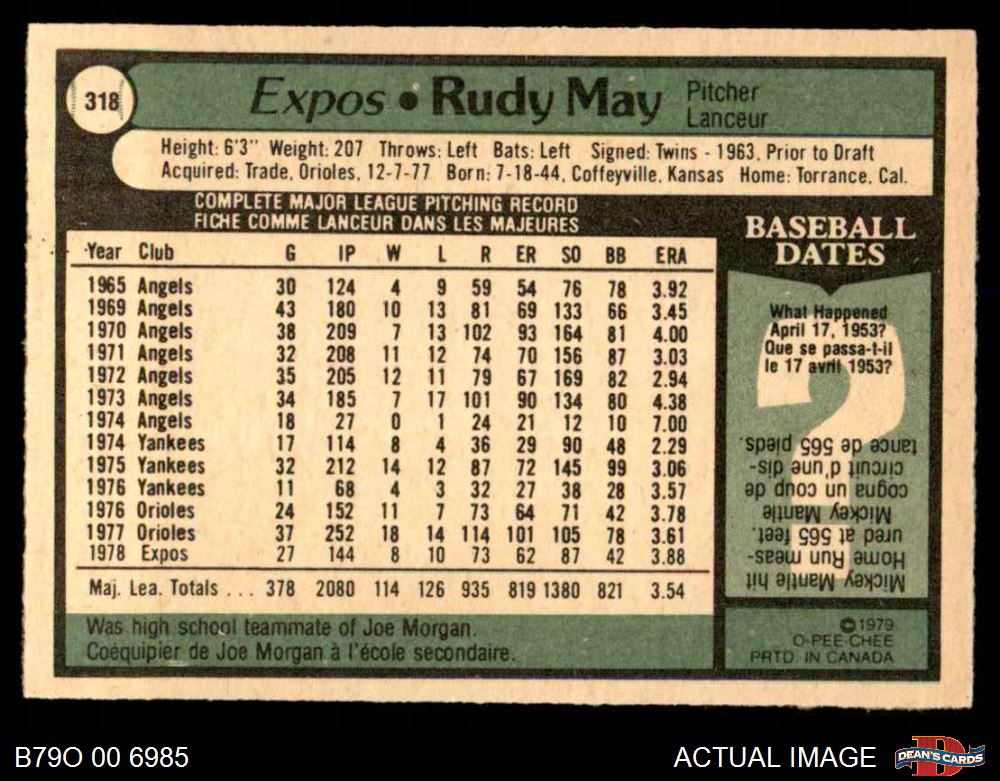 318
Expos • Rudy May
Pitcher
Lanceur
Height: 6'3" Weight: 207 Throws: Left Bats: Left Signed: Twins - 1963, Prior to Draft
Acquired: Trade, Orioles, 12-7-77 Born: 7-18-44, Coffeyville, Kansas Home: Torrance, Cal.
COMPLETE MAJOR LEAGUE PITCHING RECORD
FICHE COMME LANCEUR DANS LES MAJEURES
Year Club G IP W L R ER SO BB ERA
1965 Angels 30 124 4 9 59 54 76 78 3.92
1969 Angels 43 180 10 13 81 69 133 66 3.45
1970 Angels 38 209 7 13 102 93 164 81 4.00
1971 Angels 32 208 11 12 74 70 156 87 3.03
1972 Angels 35 205 12 11 79 67 169 82 2.94
1973 Angels 34 185 7 17 101 90 134 80 4.38
1974 Angels 18 27 0 1 24 21 12 10 7.00
1974 Yankees 17 114 8 4 36 29 90 48 2.29
1975 Yankees 32 212 14 12 87 72 145 99 3.06
1976 Yankees 11 68 4 3 32 27 38 28 3.57
1976 Orioles 24 152 11 7 73 64 71 42 3.78
1977 Orioles 37 252 18 14 114 101 105 78 3.61
1978 Expos 27 144 8 10 73 62 87 42 3.88
Maj. Lea. Totals ... 378 2080 114 126 935 819 1380 821 3.54
Was high school teammate of Joe Morgan.
Coéquipier de Joe Morgan à l'école secondaire.
BASEBALL
DATES
What Happened
April 17, 1953?
Que se passa-t-il
le 17 avril 1953?
Mickey Mantle hit
Home Run meas-
ured at 565 feet.
Mickey Mantle
cogna un coup de
circuit d'une dis-
tance de 565 pieds.
©1979
O-PEE-CHEE
PRTD. IN CANADA
B79O 00 6985
ACTUAL IMAGE
DEAN'S CARDS